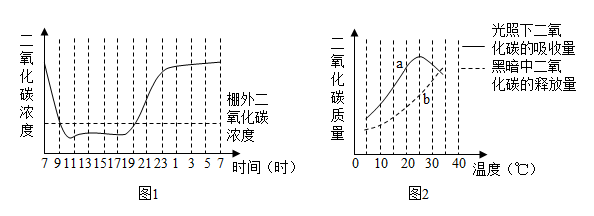 二氧化碳浓度
棚外二
氧化碳
浓度
7 9 11 13 15 17 19 21 23 1 3 5 7
时间（时）
图1
二氧化碳质量
a
b
0 10 20 30 40
温度（℃）
光照下二氧
化碳的吸收量
黑暗中二氧
化碳的释放量
图2